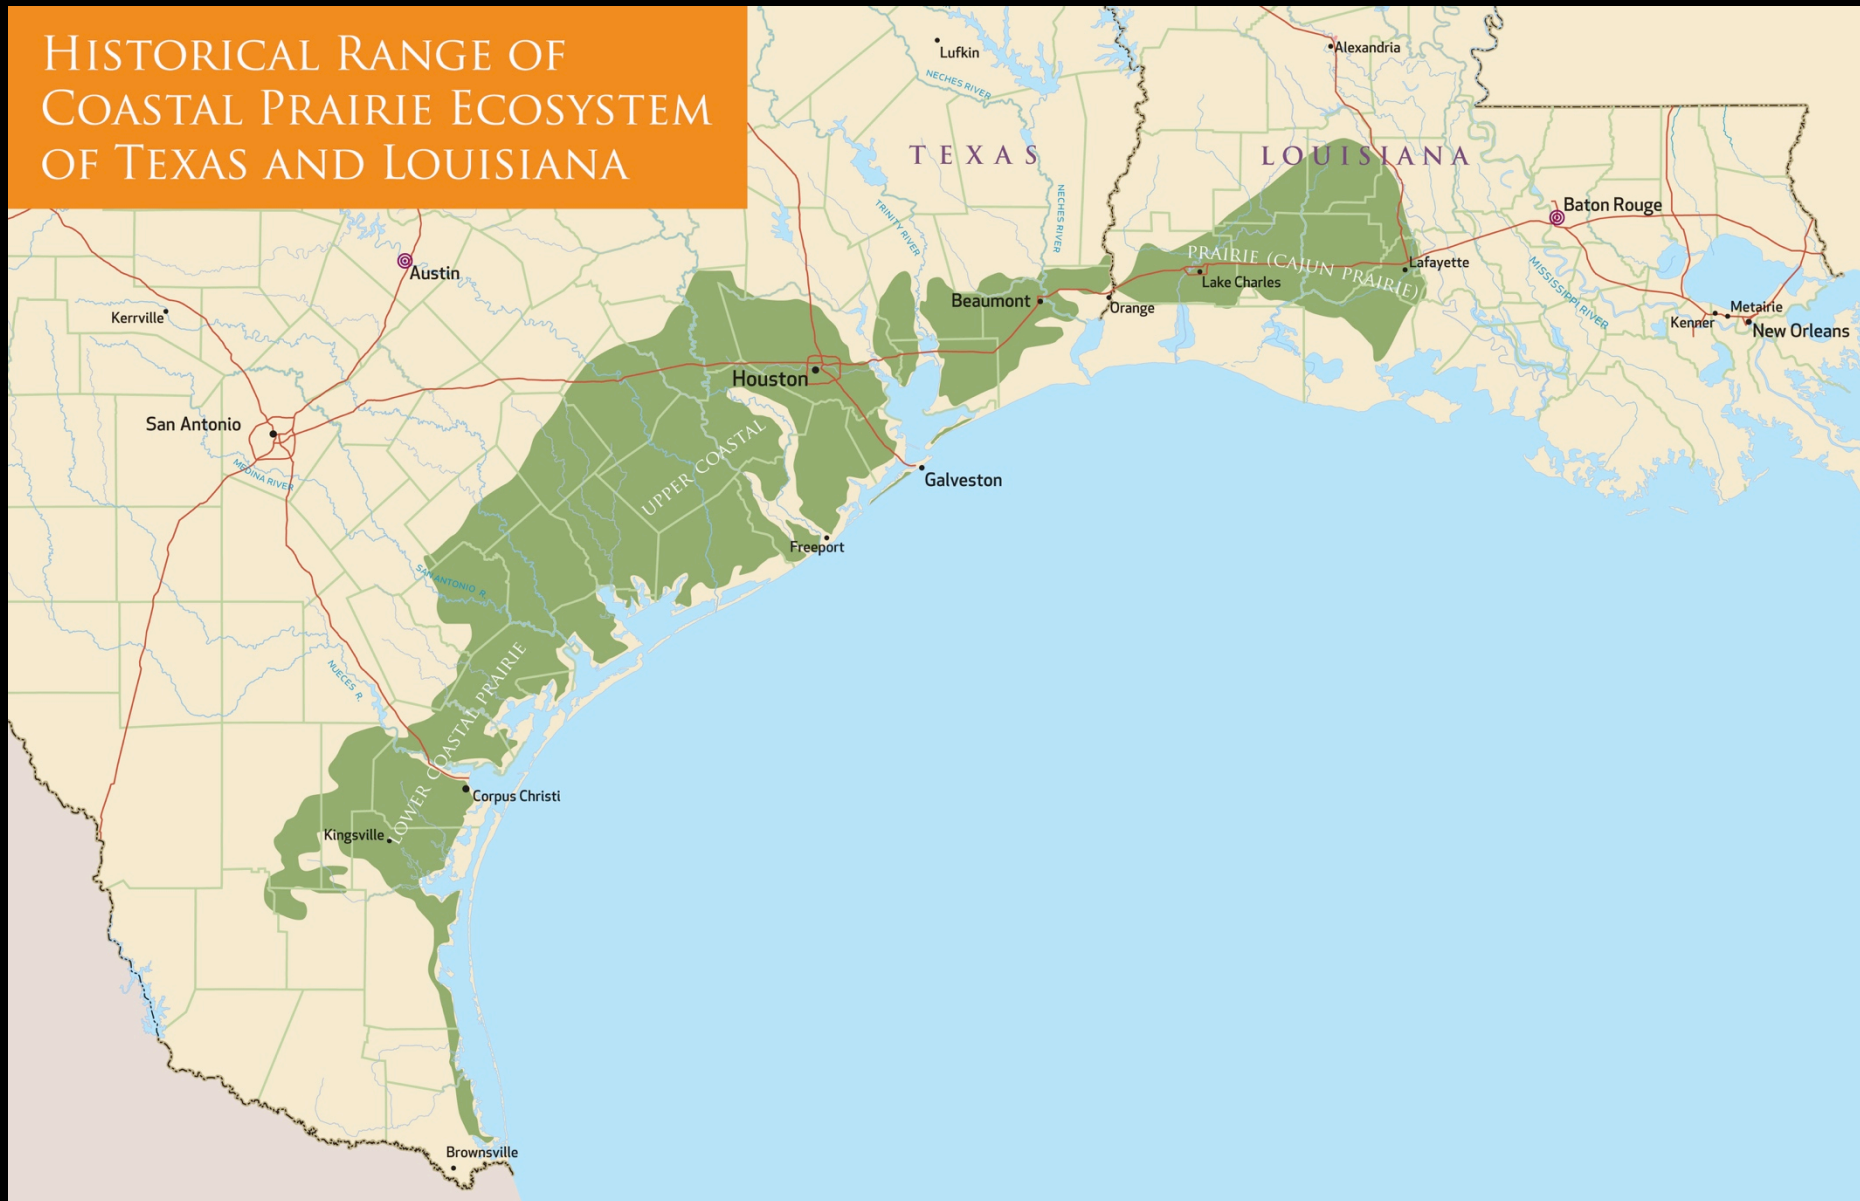 HISTORICAL RANGE OF
COASTAL PRAIRIE ECOSYSTEM
OF TEXAS AND LOUISIANA
Lufkin
NECHES RIVER
Alexandria
TEXAS
LOUISIANA
TRINITY RIVER
NECHES RIVER
Baton Rouge
Austin
PRAIRIE (CAJUN PRAIRIE)
Lafayette
Lake Charles
MISSISSIPPI RIVER
Kerrville
Beaumont
Orange
Metairie
Kenner
New Orleans
Houston
San Antonio
MEDINA RIVER
UPPER COASTAL
Galveston
Freeport
SAN ANTONIO R.
NUECES R.
LOWER COASTAL PRAIRIE
Corpus Christi
Kingsville
Brownsville